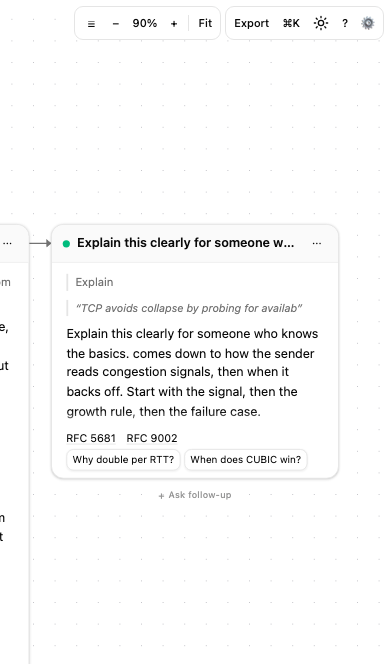 ≡ − 90% + Fit Export ⌘K ?
... Explain this clearly for someone w... ...
om
Explain
"TCP avoids collapse by probing for availab"
e,
Explain this clearly for someone who knows
the basics. comes down to how the sender
ut
reads congestion signals, then when it
backs off. Start with the signal, then the
growth rule, then the failure case.
RFC 5681 RFC 9002
Why double per RTT? When does CUBIC win?
+ Ask follow-up
m
t